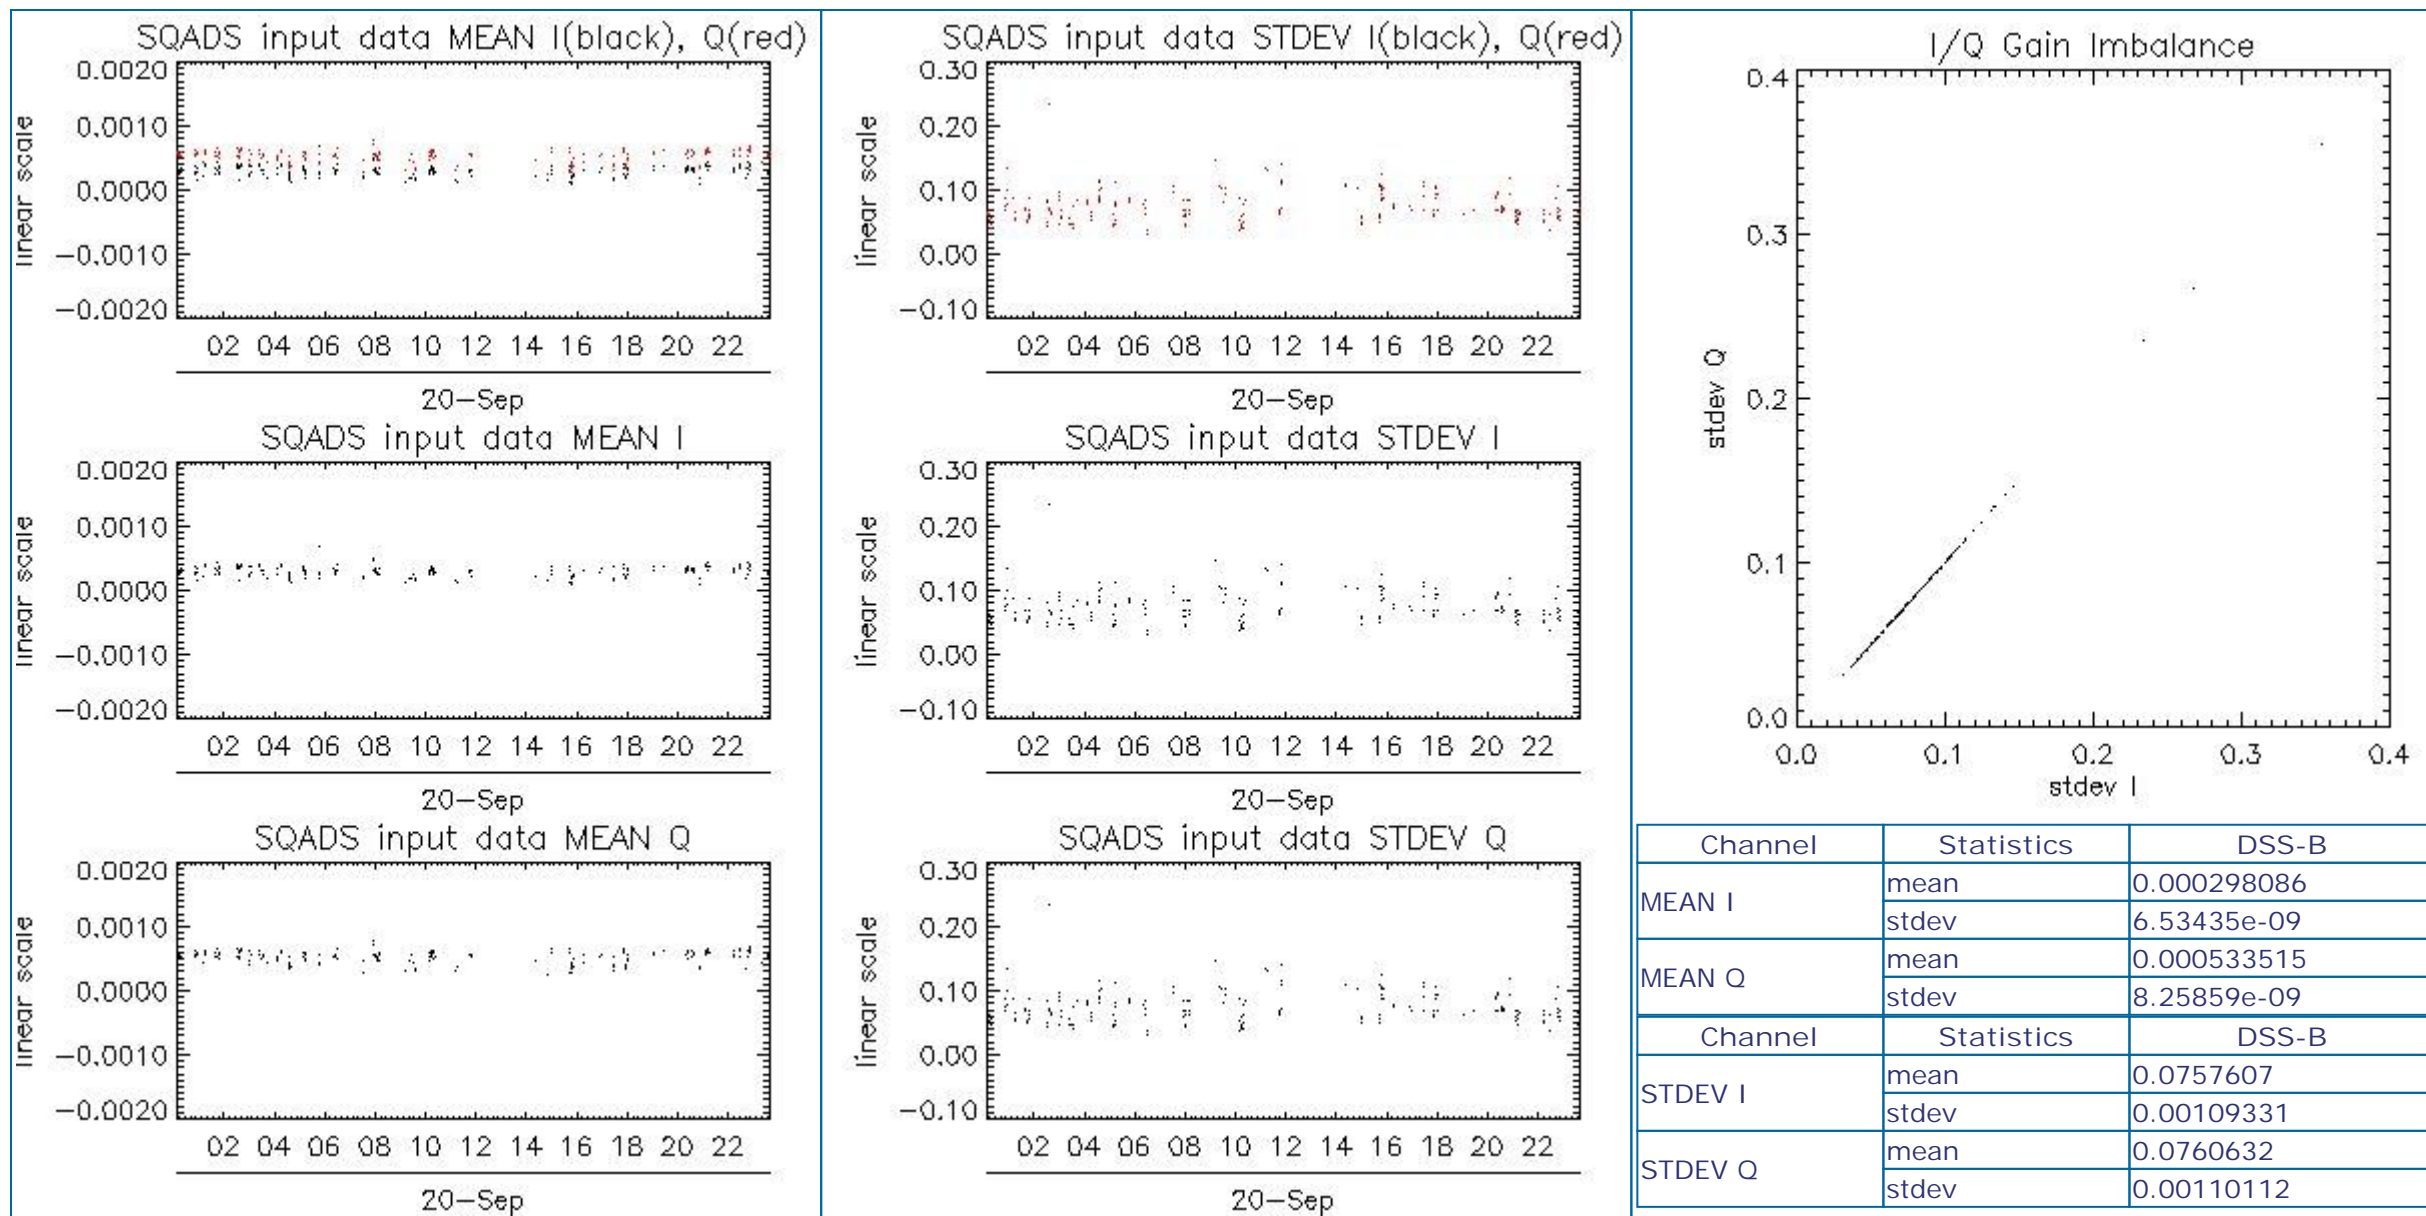 SQADS input data MEAN I(black), Q(red)
0.0020
0.0010
0.0000
−0.0010
−0.0020
linear scale
02 04 06 08 10 12 14 16 18 20 22
20−Sep
SQADS input data MEAN I
0.0020
0.0010
0.0000
−0.0010
−0.0020
linear scale
02 04 06 08 10 12 14 16 18 20 22
20−Sep
SQADS input data MEAN Q
0.0020
0.0010
0.0000
−0.0010
−0.0020
linear scale
02 04 06 08 10 12 14 16 18 20 22
20−Sep
SQADS input data STDEV I(black), Q(red)
0.30
0.20
0.10
0.00
−0.10
linear scale
02 04 06 08 10 12 14 16 18 20 22
20−Sep
SQADS input data STDEV I
0.30
0.20
0.10
0.00
−0.10
linear scale
02 04 06 08 10 12 14 16 18 20 22
20−Sep
SQADS input data STDEV Q
0.30
0.20
0.10
0.00
−0.10
linear scale
02 04 06 08 10 12 14 16 18 20 22
20−Sep
I/Q Gain Imbalance
0.4
0.3
0.2
0.1
0.0
stdev Q
0.0 0.1 0.2 0.3 0.4
stdev I
Channel Statistics DSS-B
MEAN I mean 0.000298086
stdev 6.53435e-09
MEAN Q mean 0.000533515
stdev 8.25859e-09
Channel Statistics DSS-B
STDEV I mean 0.0757607
stdev 0.00109331
STDEV Q mean 0.0760632
stdev 0.00110112